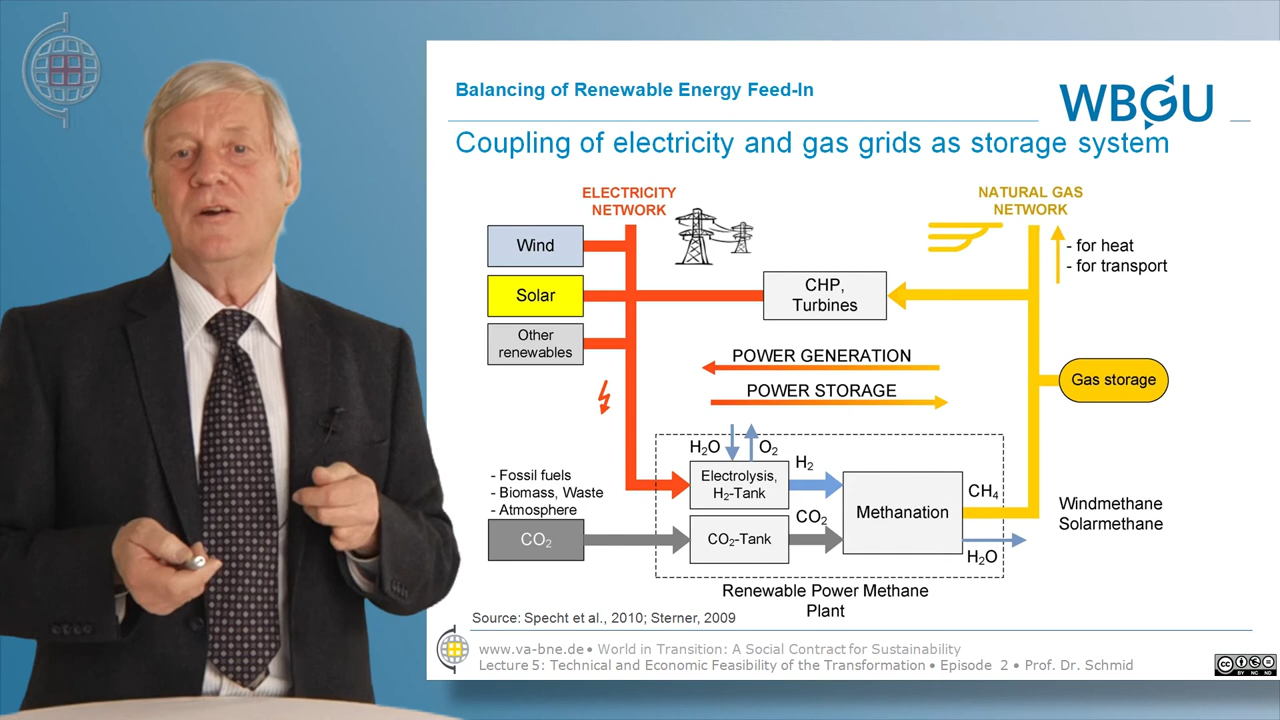 Balancing of Renewable Energy Feed-In
WBGU
Coupling of electricity and gas grids as storage system
ELECTRICITY
NETWORK
NATURAL GAS
NETWORK
Wind
- for heat
- for transport
Solar
CHP,
Turbines
Other
renewables
POWER GENERATION
Gas storage
POWER STORAGE
H₂O
O₂
- Fossil fuels
- Biomass, Waste
- Atmosphere
Electrolysis,
H₂-Tank
H₂
CH₄
Methanation
Windmethane
Solarmethane
CO₂
CO₂-Tank
CO₂
H₂O
Renewable Power Methane
Plant
Source: Specht et al., 2010; Sterner, 2009
www.va-bne.de • World in Transition: A Social Contract for Sustainability
Lecture 5: Technical and Economic Feasibility of the Transformation • Episode 2 • Prof. Dr. Schmid
cc
BY NC ND